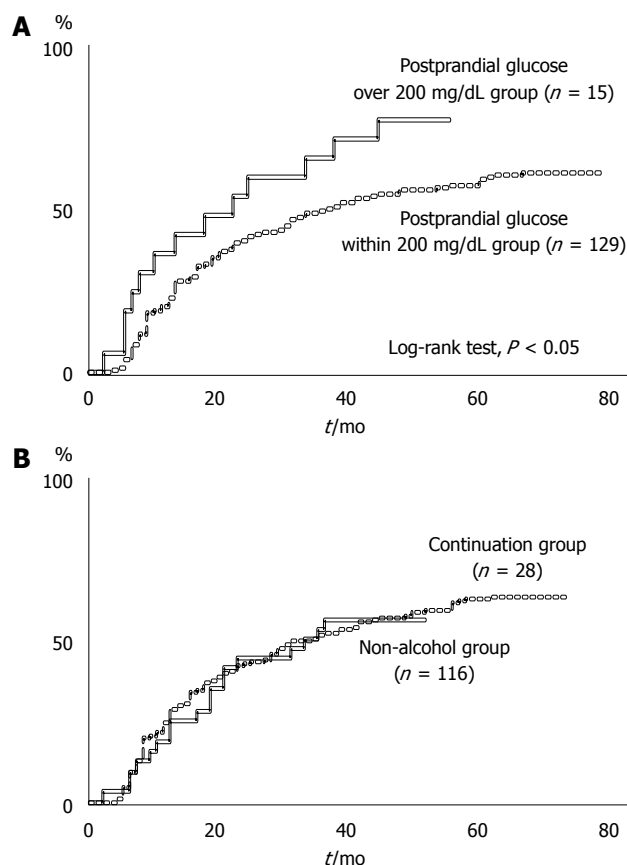 A
%
100
Postprandial glucose
over 200 mg/dL group (n = 15)
50
Postprandial glucose
within 200 mg/dL group (n = 129)
Log-rank test, P < 0.05
0
0 20 40 60 80
t/mo
B
%
100
Continuation group
(n = 28)
50
Non-alcohol group
(n = 116)
0
0 20 40 60 80
t/mo